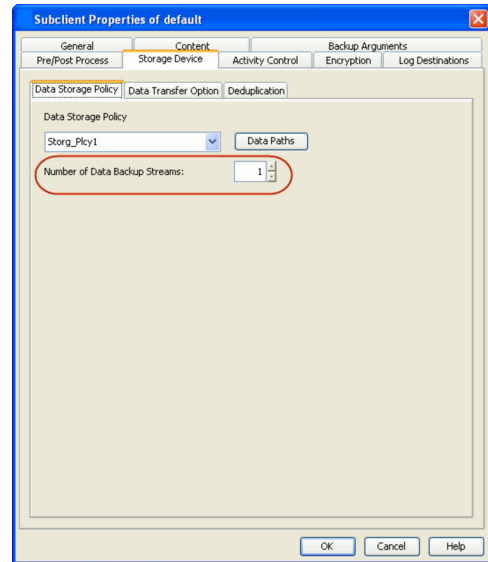 Subclient Properties of default
General Content Backup Arguments
Pre/Post Process Storage Device Activity Control Encryption Log Destinations
Data Storage Policy Data Transfer Option Deduplication
Data Storage Policy
Storg_Plcy1 Data Paths
Number of Data Backup Streams: 1
OK Cancel Help